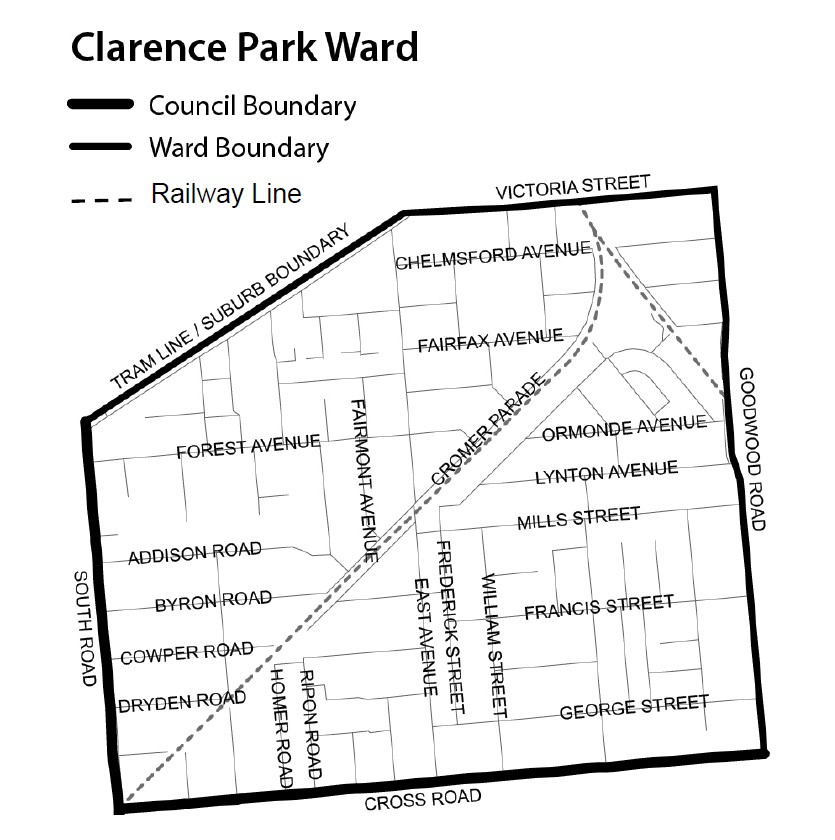 Clarence Park Ward
Council Boundary
Ward Boundary
Railway Line
VICTORIA STREET
TRAM LINE / SUBURB BOUNDARY
CHELMSFORD AVENUE
FAIRFAX AVENUE
GOODWOOD ROAD
CROMER PARADE
FAIRMONT AVENUE
ORMONDE AVENUE
FOREST AVENUE
LYNTON AVENUE
MILLS STREET
ADDISON ROAD
FREDERICK STREET
SOUTH ROAD
WILLIAM STREET
EAST AVENUE
BYRON ROAD
FRANCIS STREET
COWPER ROAD
HOMER ROAD
RIPON ROAD
DRYDEN ROAD
GEORGE STREET
CROSS ROAD